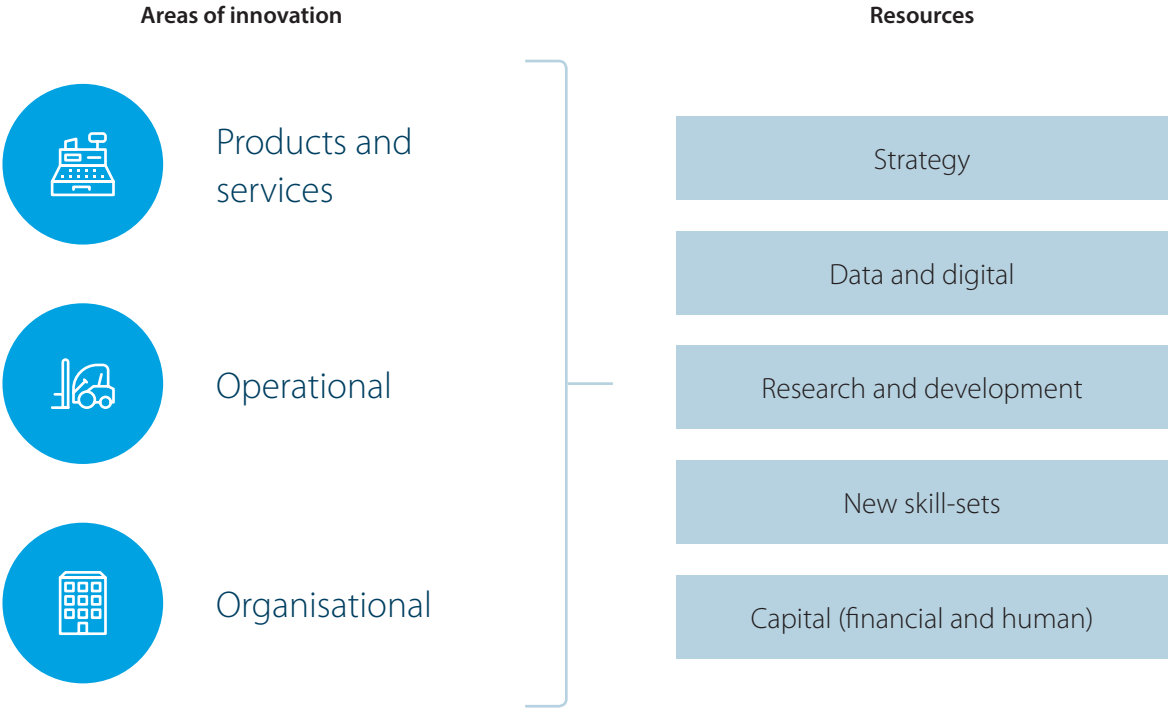 Areas of innovation
Resources
Products and
services
Operational
Organisational
Strategy
Data and digital
Research and development
New skill-sets
Capital (financial and human)